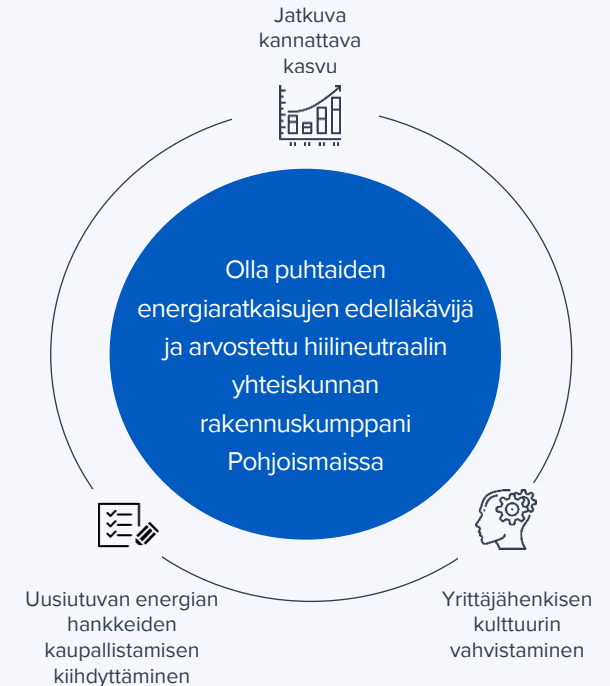 Jatkuva
kannattava
kasvu
Olla puhtaiden
energiaratkaisujen edelläkävijä
ja arvostettu hiilineutraalin
yhteiskunnan
rakennuskumppani
Pohjoismaissa
Uusiutuvan energian
hankkeiden
kaupallistamisen
kiihdyttäminen
Yrittäjähenkisen
kulttuurin
vahvistaminen